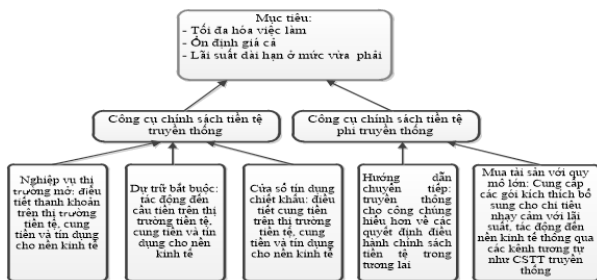 Mục tiêu:
- Tối đa hóa việc làm
- Ổn định giá cả
- Lãi suất dài hạn ở mức vừa phải
Công cụ chính sách tiền tệ
truyền thống
Công cụ chính sách tiền tệ
phi truyền thống
Nghiệp vụ thị
trường mở: điều
tiết thanh khoản
trên thị trường
tiền tệ, cung
tiền và tín dụng
cho nền kinh tế
Dự trữ bắt buộc:
tác động đến
cầu tiền trên thị
trường tiền tệ,
cung tiền và tín
dụng cho nền
kinh tế
Cửa sổ tín dụng
chiết khấu: điều
tiết cung tiền
trên thị trường
tiền tệ, cung
tiền và tín dụng
cho nền kinh tế
Hướng dẫn
chuyển tiếp:
truyền thông
cho công chúng
hiểu hơn về các
quyết định điều
hành chính sách
tiền tệ trong
tương lai
Mua tài sản với quy
mô lớn: Cung cấp
các gói kích thích bổ
sung cho chi tiêu
nhạy cảm với lãi
suất, tác động đến
nền kinh tế thông qua
các kênh tương tự
như CSTT truyền
thống